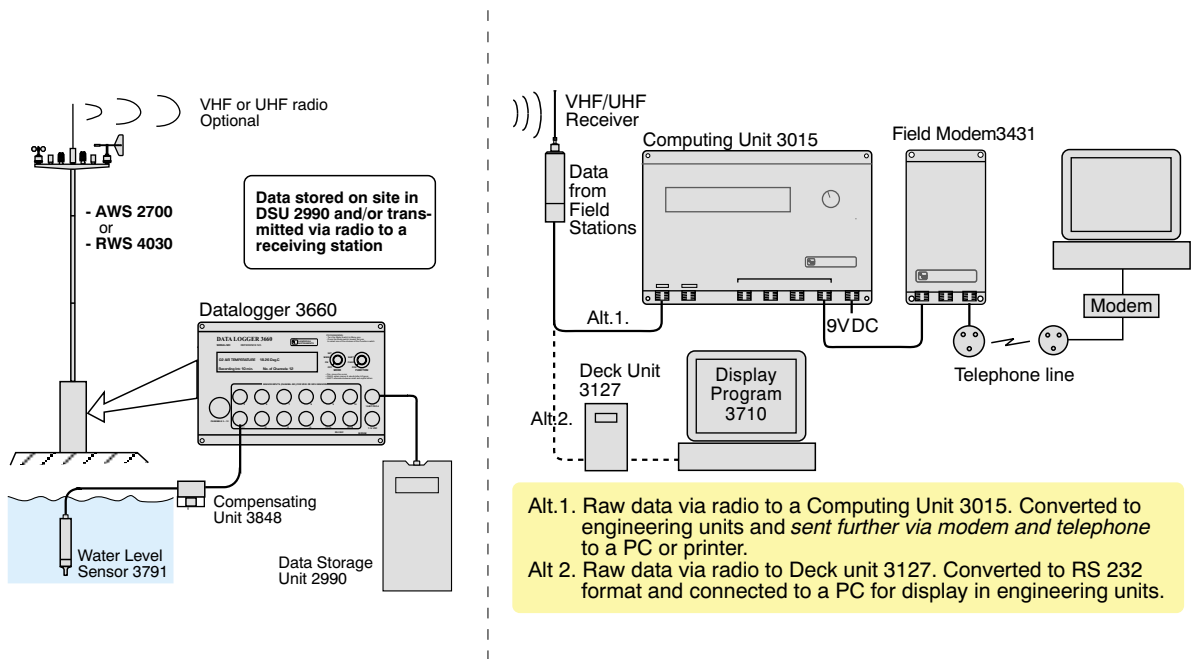 VHF or UHF radio
Optional
- AWS 2700
or
- RWS 4030
Data stored on site in
DSU 2990 and/or trans-
mitted via radio to a
receiving station
Datalogger 3660
DATA LOGGER 3660
Compensating
Unit 3848
Water Level
Sensor 3791
Data Storage
Unit 2990
VHF/UHF
Receiver
Data
from
Field
Stations
Computing Unit 3015
Field Modem3431
Alt.1.
9VDC
Modem
Telephone line
Deck Unit
3127
Alt.2.
Display
Program
3710
Alt.1. Raw data via radio to a Computing Unit 3015. Converted to
engineering units and sent further via modem and telephone
to a PC or printer.
Alt 2. Raw data via radio to Deck unit 3127. Converted to RS 232
format and connected to a PC for display in engineering units.